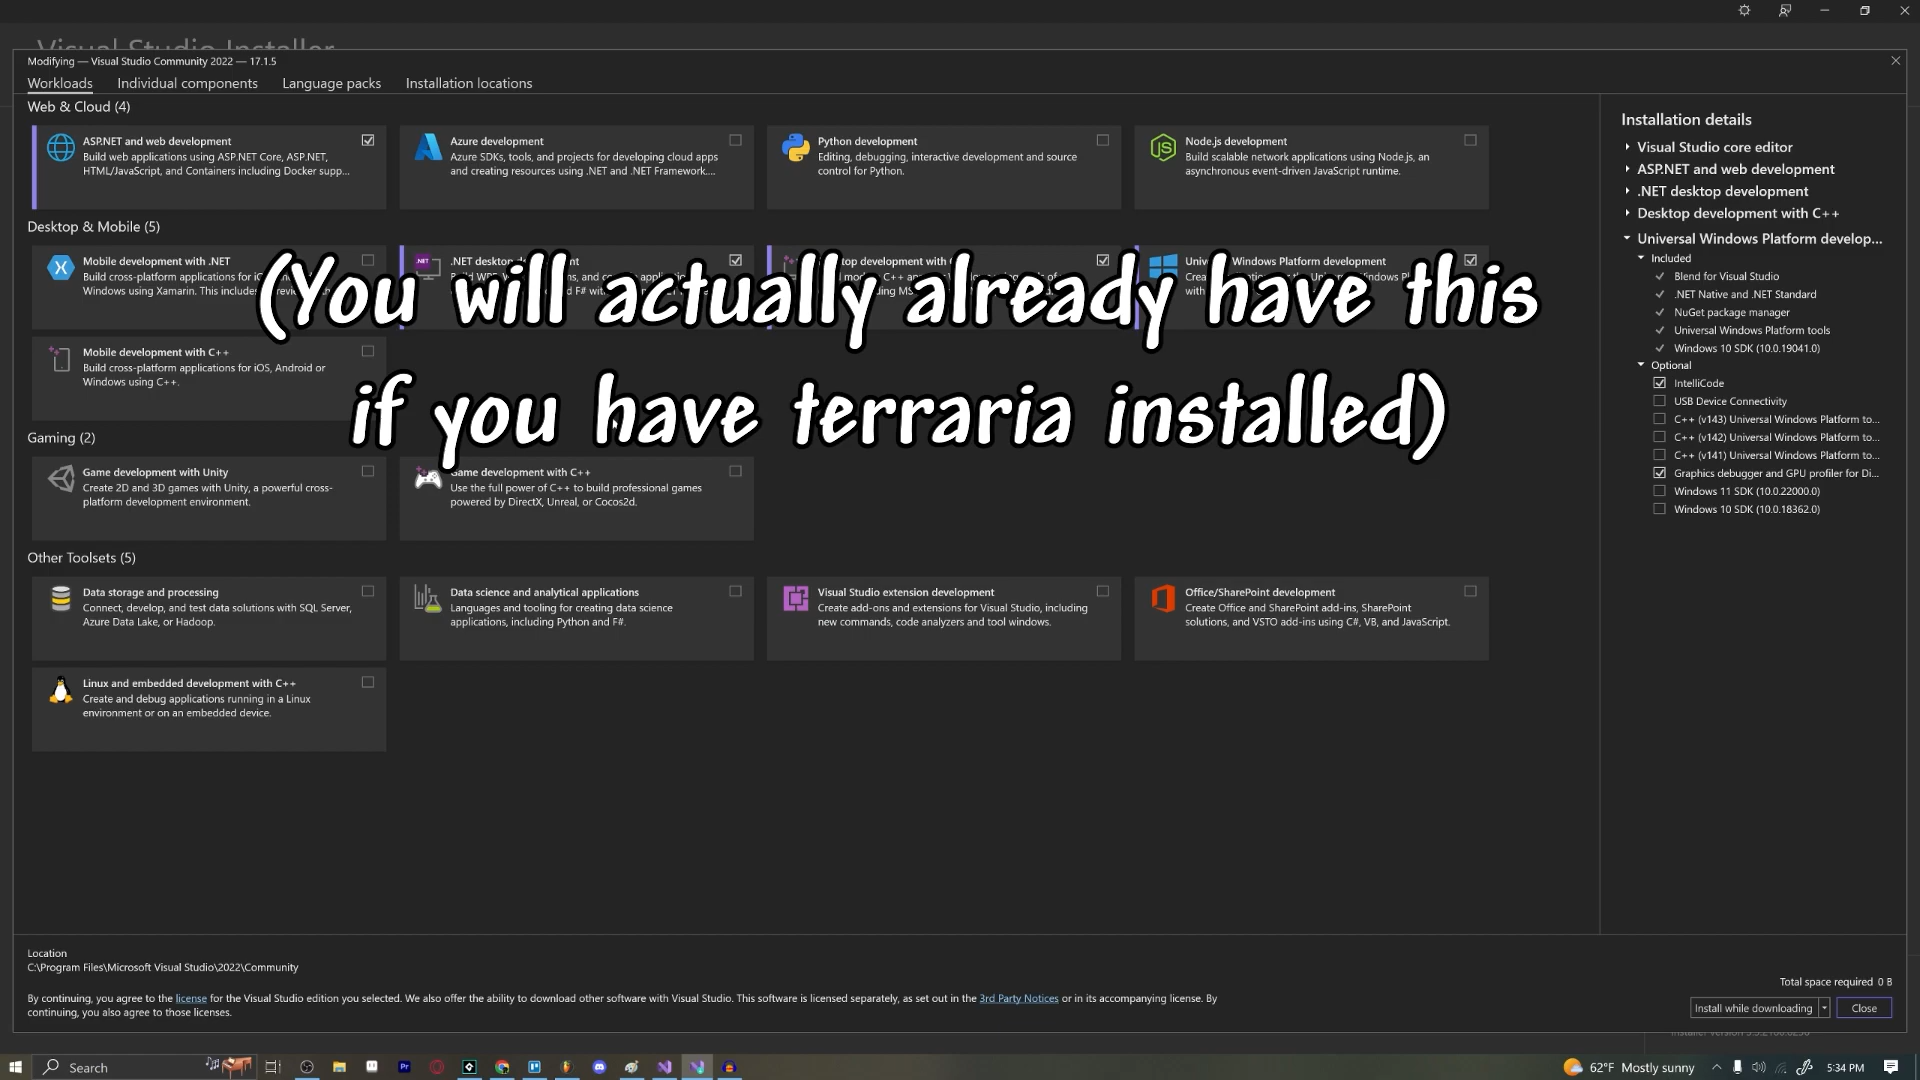 Visual Studio Installer
Modifying — Visual Studio Community 2022 — 17.1.5
Workloads Individual components Language packs Installation locations
Web & Cloud (4)
ASP.NET and web development
Build web applications using ASP.NET Core, ASP.NET,
HTML/JavaScript, and Containers including Docker supp...
Azure development
Azure SDKs, tools, and projects for developing cloud apps
and creating resources using .NET and .NET Framework....
Python development
Editing, debugging, interactive development and source
control for Python.
Node.js development
Build scalable network applications using Node.js, an
asynchronous event-driven JavaScript runtime.
Desktop & Mobile (5)
Mobile development with .NET
Build cross-platform applications for
Windows using Xamarin. This includes
.NET desktop
Universal Windows Platform development
(You will actually already have this
if you have terraria installed)
Mobile development with C++
Build cross-platform applications for iOS, Android or
Windows using C++.
Gaming (2)
Game development with Unity
Create 2D and 3D games with Unity, a powerful cross-
platform development environment.
Game development with C++
Use the full power of C++ to build professional games
powered by DirectX, Unreal, or Cocos2d.
Other Toolsets (5)
Data storage and processing
Connect, develop, and test data solutions with SQL Server,
Azure Data Lake, or Hadoop.
Data science and analytical applications
Languages and tooling for creating data science
applications, including Python and F#.
Visual Studio extension development
Create add-ons and extensions for Visual Studio, including
new commands, code analyzers and tool windows.
Office/SharePoint development
Create Office and SharePoint add-ins, SharePoint
solutions, and VSTO add-ins using C#, VB, and JavaScript.
Linux and embedded development with C++
Create and debug applications running in a Linux
environment or on an embedded device.
Installation details
Visual Studio core editor
ASP.NET and web development
.NET desktop development
Desktop development with C++
Universal Windows Platform develop...
Included
Blend for Visual Studio
.NET Native and .NET Standard
NuGet package manager
Universal Windows Platform tools
Windows 10 SDK (10.0.19041.0)
Optional
IntelliCode
USB Device Connectivity
C++ (v143) Universal Windows Platform to...
C++ (v142) Universal Windows Platform to...
C++ (v141) Universal Windows Platform to...
Graphics debugger and GPU profiler for Di...
Windows 11 SDK (10.0.22000.0)
Windows 10 SDK (10.0.18362.0)
Location
C:\Program Files\Microsoft Visual Studio\2022\Community
Total space required 0 B
By continuing, you agree to the license for the Visual Studio edition you selected. We also offer the ability to download other software with Visual Studio. This software is licensed separately, as set out in the 3rd Party Notices or in its accompanying license. By
continuing, you also agree to those licenses.
Install while downloading Close
Search
62°F Mostly sunny
5:34 PM